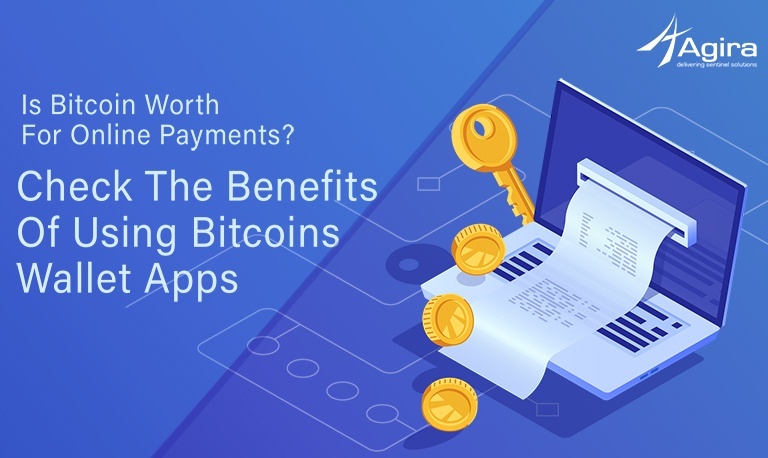 Agira
delivering sentinel solutions
Is Bitcoin Worth
For Online Payments?
Check The Benefits
Of Using Bitcoins
Wallet Apps